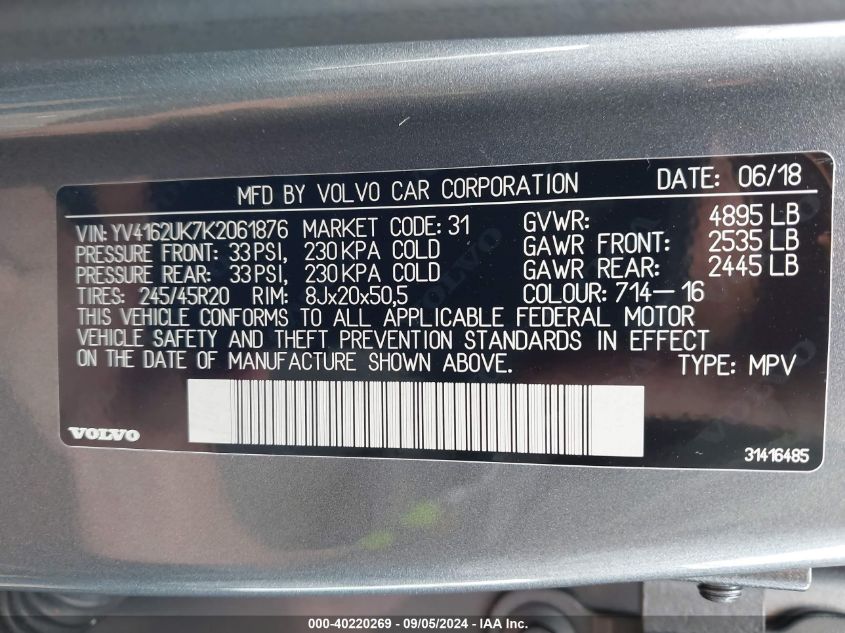 MFD BY VOLVO CAR CORPORATION DATE: 06/18
VIN: YV4162UK7K2061876 MARKET CODE: 31 GVWR: 4895 LB
PRESSURE FRONT: 33 PSI, 230 KPA COLD GAWR FRONT: 2535 LB
PRESSURE REAR: 33 PSI, 230 KPA COLD GAWR REAR: 2445 LB
TIRES: 245/45R20 RIM: 8Jx20x50,5 COLOUR: 714-16
THIS VEHICLE CONFORMS TO ALL APPLICABLE FEDERAL MOTOR
VEHICLE SAFETY AND THEFT PREVENTION STANDARDS IN EFFECT
ON THE DATE OF MANUFACTURE SHOWN ABOVE. TYPE: MPV
VOLVO
31416485
000-40220269 - 09/05/2024 - IAA Inc.